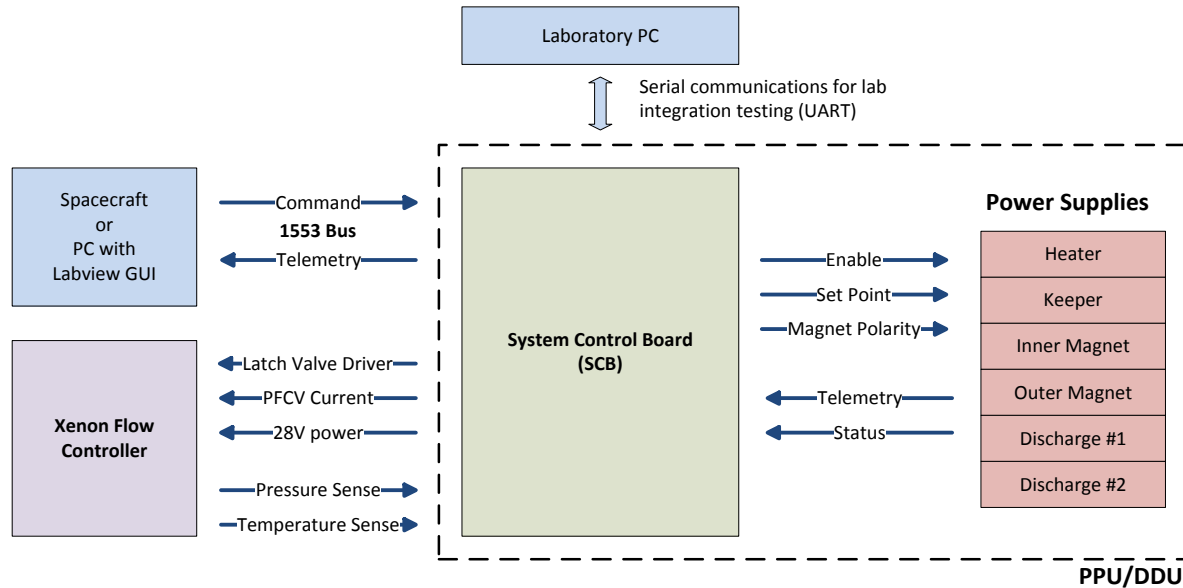 Laboratory PC
Serial communications for lab
integration testing (UART)
Spacecraft
or
PC with
Labview GUI
Command
1553 Bus
Telemetry
Xenon Flow
Controller
Latch Valve Driver
PFCV Current
28V power
Pressure Sense
Temperature Sense
System Control Board
(SCB)
Enable
Set Point
Magnet Polarity
Telemetry
Status
Power Supplies
Heater
Keeper
Inner Magnet
Outer Magnet
Discharge #1
Discharge #2
PPU/DDU